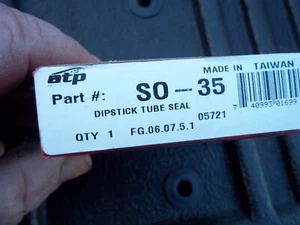 atp
MADE IN TAIWAN
Part #: SO-35
DIPSTICK TUBE SEAL
05721
7 40993 01699
QTY 1 FG.06.07.5.1